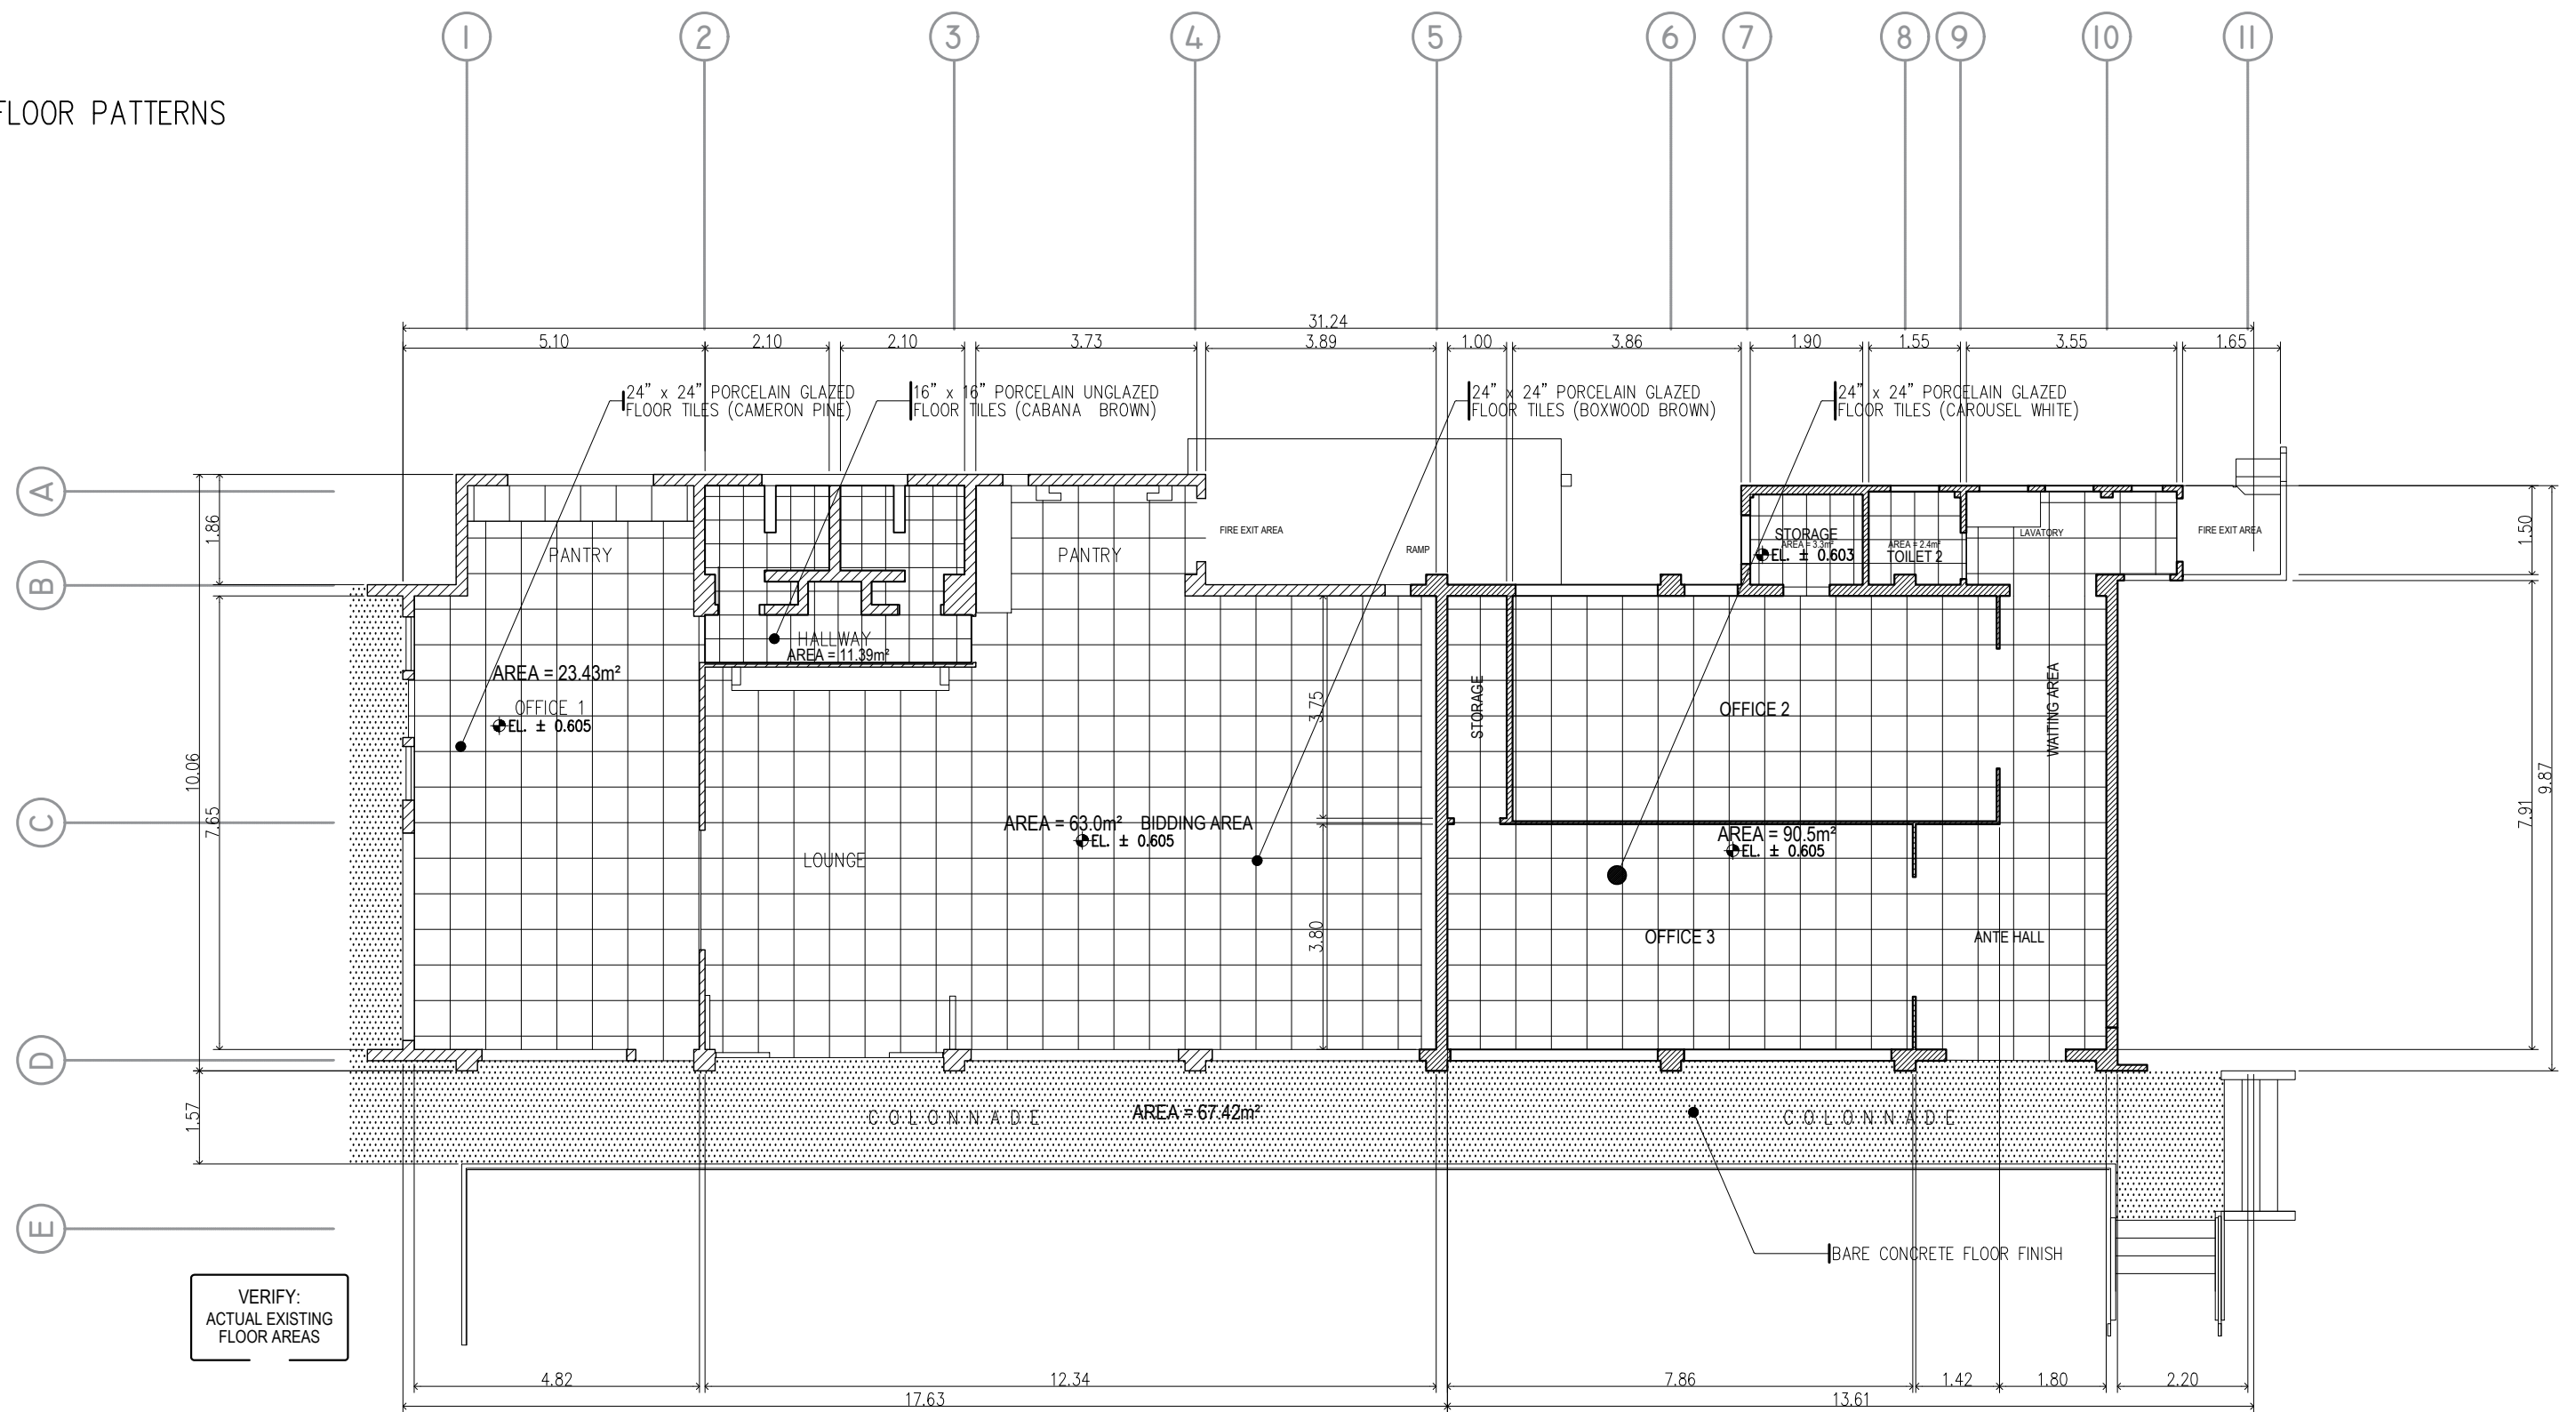 1
2
3
4
5
6
7
8
9
10
11
FLOOR PATTERNS
31.24
5.10
2.10
2.10
3.73
3.89
1.00
3.86
1.90
1.55
3.55
1.65
24" x 24" PORCELAIN GLAZED
FLOOR TILES (CAMERON PINE)
16" x 16" PORCELAIN UNGLAZED
FLOOR TILES (CABANA BROWN)
24" x 24" PORCELAIN GLAZED
FLOOR TILES (BOXWOOD BROWN)
24" x 24" PORCELAIN GLAZED
FLOOR TILES (CAROUSEL WHITE)
A
B
C
D
E
1.86
10.06
7.65
1.57
PANTRY
PANTRY
FIRE EXIT AREA
RAMP
STORAGE
AREA = 3.3m²
EL. ± 0.603
AREA = 2.4m²
TOILET 2
LAVATORY
FIRE EXIT AREA
1.50
9.87
7.91
HALLWAY
AREA = 11.39m²
AREA = 23.43m²
OFFICE 1
EL. ± 0.605
3.75
STORAGE
OFFICE 2
WAITING AREA
AREA = 63.0m² BIDDING AREA
EL. ± 0.605
LOUNGE
AREA = 90.5m²
EL. ± 0.605
3.80
OFFICE 3
ANTE HALL
COLONNADE
AREA = 67.42m²
COLONNADE
BARE CONCRETE FLOOR FINISH
VERIFY:
ACTUAL EXISTING
FLOOR AREAS
4.82
12.34
7.86
1.42
1.80
2.20
17.63
13.61